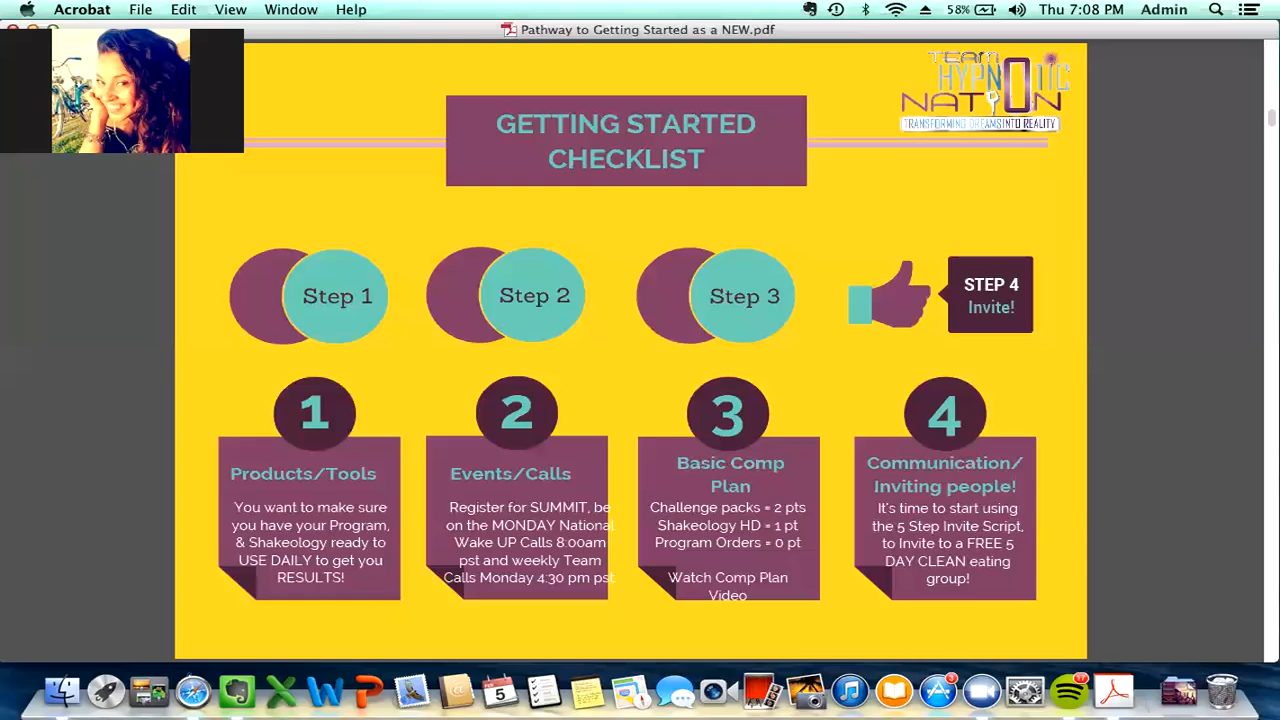 Acrobat File Edit View Window Help
58% Thu 7:08 PM Admin
Pathway to Getting Started as a NEW.pdf
TEAM
HYPNOTIC
NATION
TRANSFORMING DREAMS INTO REALITY
GETTING STARTED
CHECKLIST
Step 1
Step 2
Step 3
STEP 4
Invite!
1
Products/Tools
You want to make sure
you have your Program,
& Shakeology ready to
USE DAILY to get you
RESULTS!
2
Events/Calls
Register for SUMMIT, be
on the MONDAY National
Wake UP Calls 8:00am
pst and weekly Team
Calls Monday 4:30 pm pst
3
Basic Comp
Plan
Challenge packs = 2 pts
Shakeology HD = 1 pt
Program Orders = 0 pt
Watch Comp Plan
Video
4
Communication/
Inviting people!
It's time to start using
the 5 Step Invite Script,
to Invite to a FREE 5
DAY CLEAN eating
group!
FEB
5
3
17